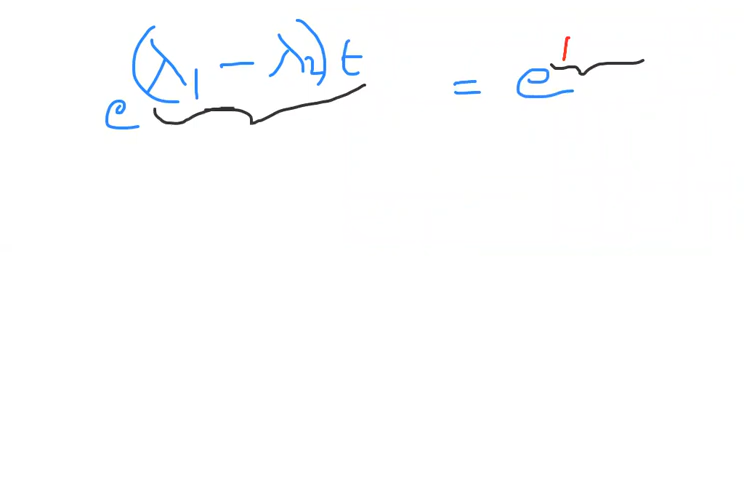 e^(λ₁ - λ₂)t = e^1